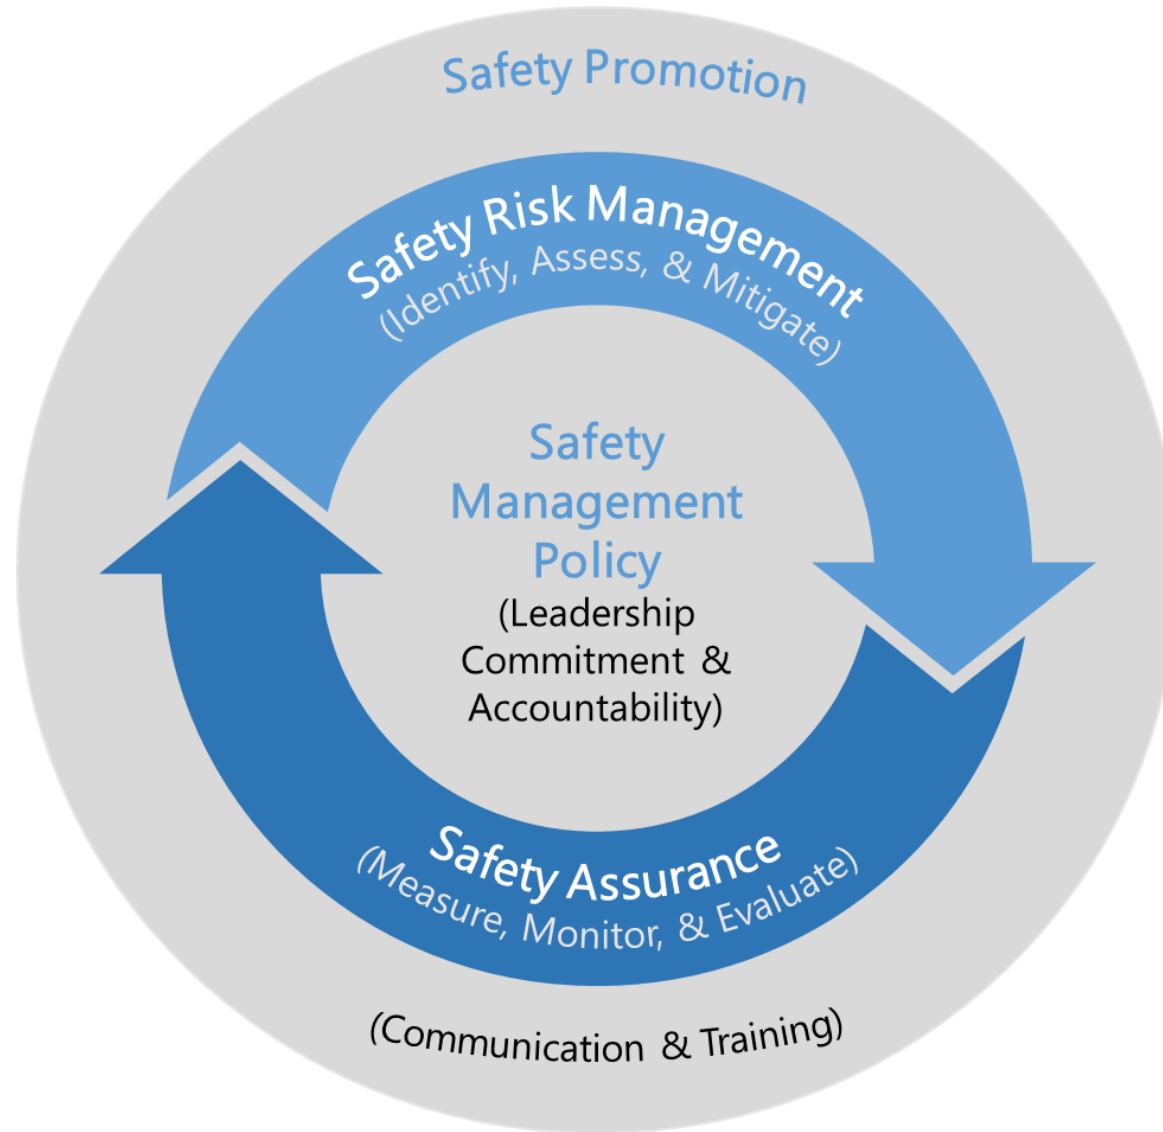 Safety Promotion
Safety Risk Management
(Identify, Assess, & Mitigate)
Safety
Management
Policy
(Leadership
Commitment &
Accountability)
Safety Assurance
(Measure, Monitor, & Evaluate)
(Communication & Training)